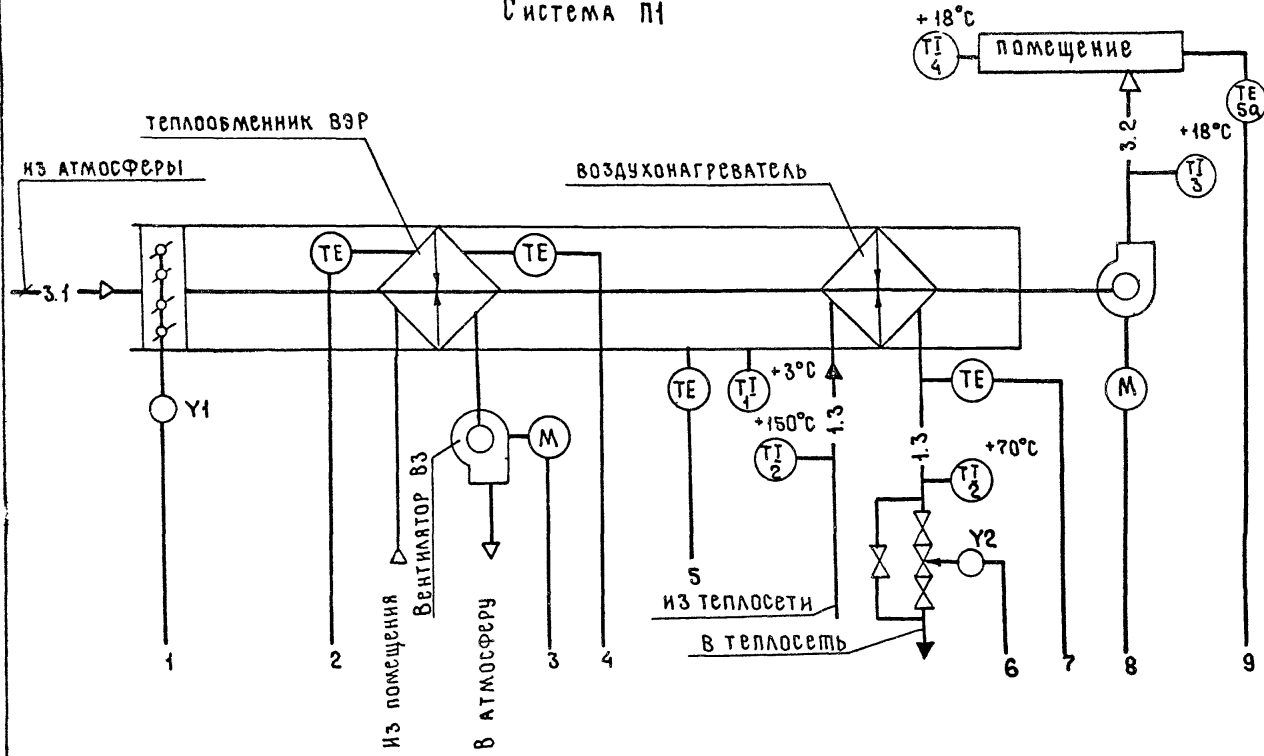 Система П1
+18°C
TI
4
помещение
TE
5а
3.2
+18°C
TI
3
теплообменник ВЭР
из атмосферы
воздухонагреватель
TE
TE
3.1
Y1
M
Вентилятор В3
TE
TI
1
+3°C
+150°C
TI
2
1.3
1.3
TE
M
+70°C
TI
2
Y2
5
из теплосети
в теплосеть
1
2
Из помещения
в атмосферу
3
4
6
7
8
9